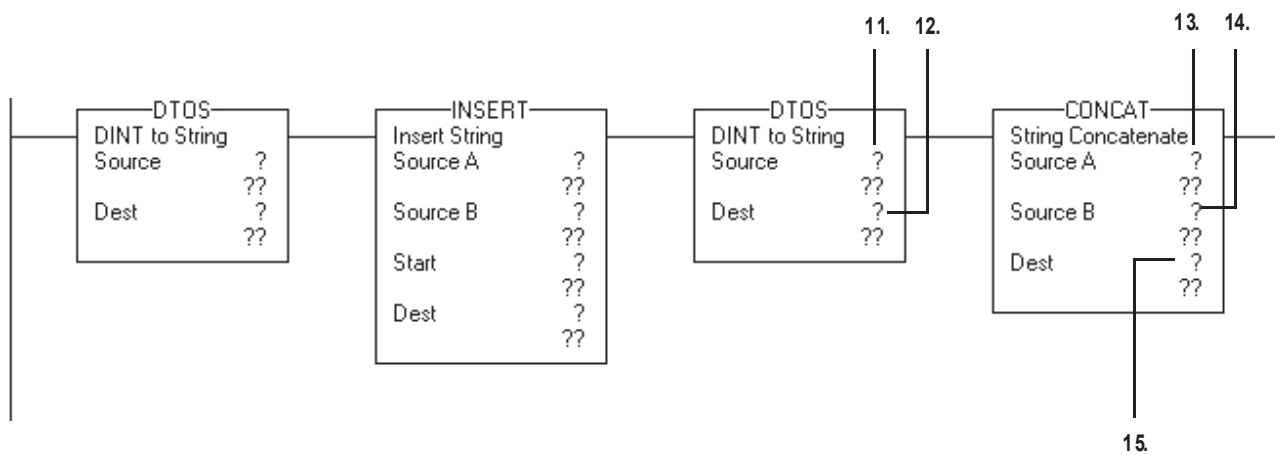 11. 12. 13. 14.
DTOS
DINT to String
Source ?
??
Dest ?
??
INSERT
Insert String
Source A ?
??
Source B ?
??
Start ?
??
Dest ?
??
DTOS
DINT to String
Source ?
??
Dest ?
??
CONCAT
String Concatenate
Source A ?
??
Source B ?
??
Dest ?
??
15.